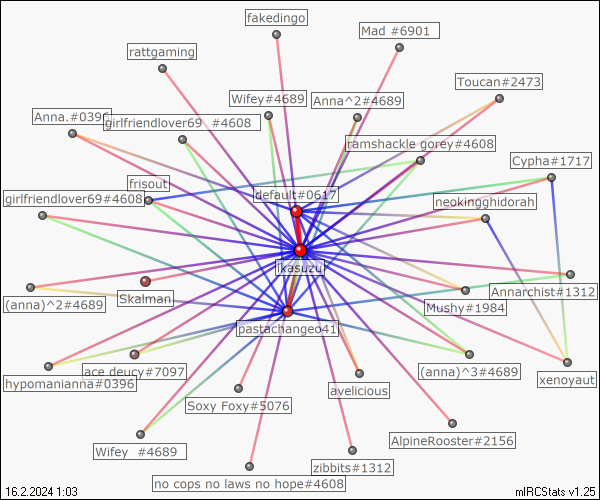 fakedingo
Mad #6901
rattgaming
Toucan#2473
Wifey#4689
Anna^2#4689
Anna.#0396
girlfriendlover69  #4608
ramshackle gorey#4608
Cypha#1717
frisout
default#0617
girlfriendlover69#4608
neokingghidorah
ikasuzu
Annarchist#1312
(anna)^2#4689
Skalman
Mushy#1984
pastachangeo41
ace deucy#7097
(anna)^3#4689
hypomanianna#0396
xenoyaut
avelicious
Soxy Foxy#5076
AlpineRooster#2156
Wifey  #4689
zibbits#1312
no cops no laws no hope#4608
16.2.2024 1:03
mIRCStats v1.25